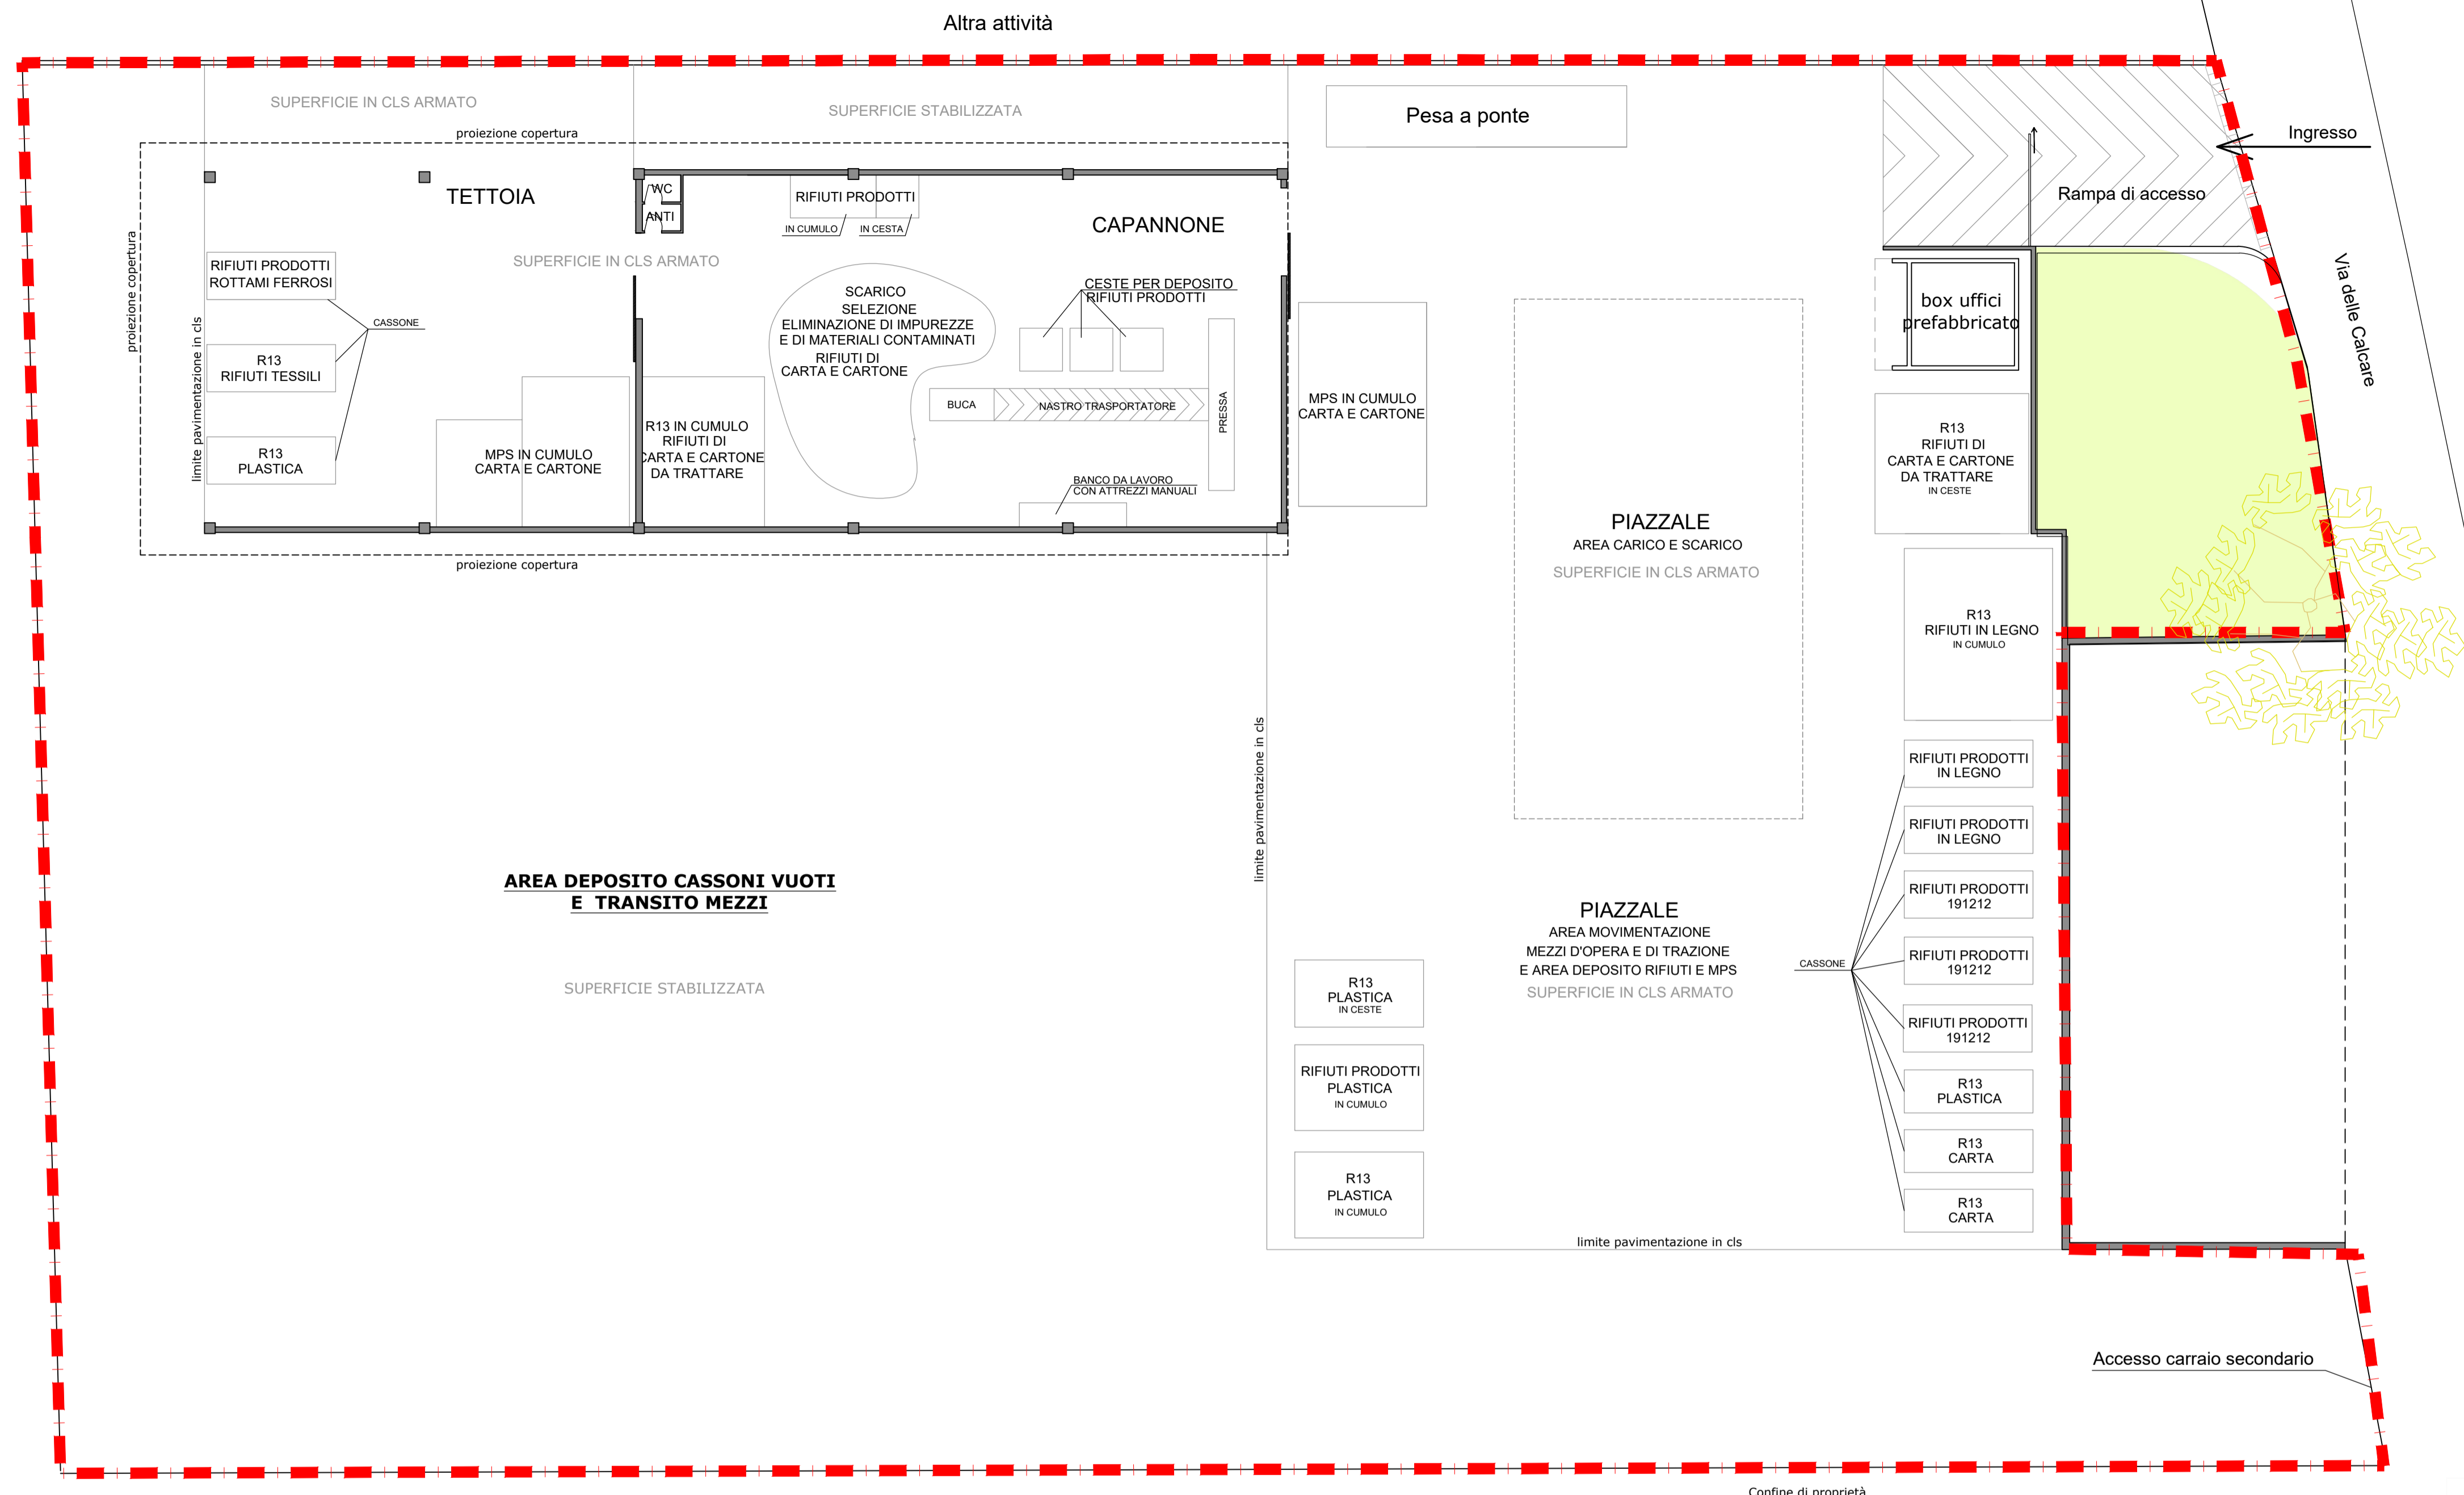 Altra attività
SUPERFICIE IN CLS ARMATO
SUPERFICIE STABILIZZATA
proiezione copertura
Pesa a ponte
Ingresso
Rampa di accesso
Via delle Calcare
TETTOIA
WC
ANTI
RIFIUTI PRODOTTI
IN CUMULO
IN CESTA
CAPANNONE
SUPERFICIE IN CLS ARMATO
proiezione copertura
limite pavimentazione in cls
RIFIUTI PRODOTTI
ROTTAMI FERROSI
CASSONE
R13
RIFIUTI TESSILI
R13
PLASTICA
MPS IN CUMULO
CARTA E CARTONE
R13 IN CUMULO
RIFIUTI DI
CARTA E CARTONE
DA TRATTARE
SCARICO
SELEZIONE
ELIMINAZIONE DI IMPUREZZE
E DI MATERIALI CONTAMINATI
RIFIUTI DI
CARTA E CARTONE
CESTE PER DEPOSITO
RIFIUTI PRODOTTI
BUCA
NASTRO TRASPORTATORE
PRESSA
BANCO DA LAVORO
CON ATTREZZI MANUALI
proiezione copertura
MPS IN CUMULO
CARTA E CARTONE
box uffici
prefabbricato
R13
RIFIUTI DI
CARTA E CARTONE
DA TRATTARE
IN CESTE
PIAZZALE
AREA CARICO E SCARICO
SUPERFICIE IN CLS ARMATO
R13
RIFIUTI IN LEGNO
IN CUMULO
limite pavimentazione in cls
AREA DEPOSITO CASSONI VUOTI
E TRANSITO MEZZI
SUPERFICIE STABILIZZATA
PIAZZALE
AREA MOVIMENTAZIONE
MEZZI D'OPERA E DI TRAZIONE
E AREA DEPOSITO RIFIUTI E MPS
SUPERFICIE IN CLS ARMATO
CASSONE
RIFIUTI PRODOTTI
IN LEGNO
RIFIUTI PRODOTTI
IN LEGNO
RIFIUTI PRODOTTI
191212
RIFIUTI PRODOTTI
191212
RIFIUTI PRODOTTI
191212
R13
PLASTICA
R13
CARTA
R13
CARTA
R13
PLASTICA
IN CESTE
RIFIUTI PRODOTTI
PLASTICA
IN CUMULO
R13
PLASTICA
IN CUMULO
limite pavimentazione in cls
Accesso carraio secondario
Confine di proprietà